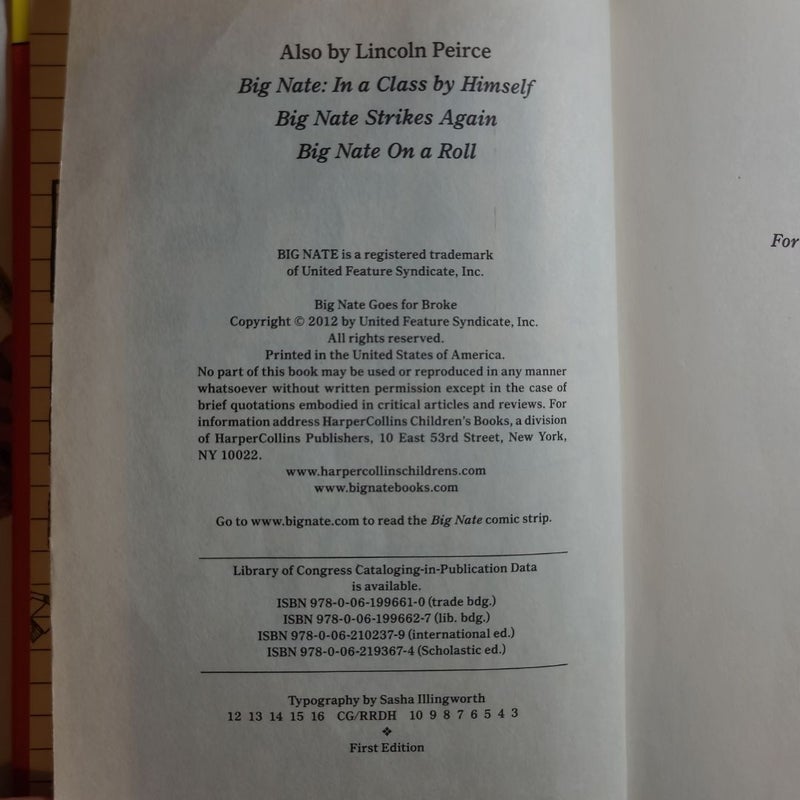 Also by Lincoln Peirce
Big Nate: In a Class by Himself
Big Nate Strikes Again
Big Nate On a Roll
BIG NATE is a registered trademark
of United Feature Syndicate, Inc.
Big Nate Goes for Broke
Copyright © 2012 by United Feature Syndicate, Inc.
All rights reserved.
Printed in the United States of America.
No part of this book may be used or reproduced in any manner
whatsoever without written permission except in the case of
brief quotations embodied in critical articles and reviews. For
information address HarperCollins Children's Books, a division
of HarperCollins Publishers, 10 East 53rd Street, New York,
NY 10022.
www.harpercollinschildrens.com
www.bignatebooks.com
Go to www.bignate.com to read the Big Nate comic strip.
Library of Congress Cataloging-in-Publication Data
is available.
ISBN 978-0-06-199661-0 (trade bdg.)
ISBN 978-0-06-199662-7 (lib. bdg.)
ISBN 978-0-06-210237-9 (international ed.)
ISBN 978-0-06-219367-4 (Scholastic ed.)
Typography by Sasha Illingworth
12 13 14 15 16 CG/RRDH 10 9 8 7 6 5 4 3
❖
First Edition
For